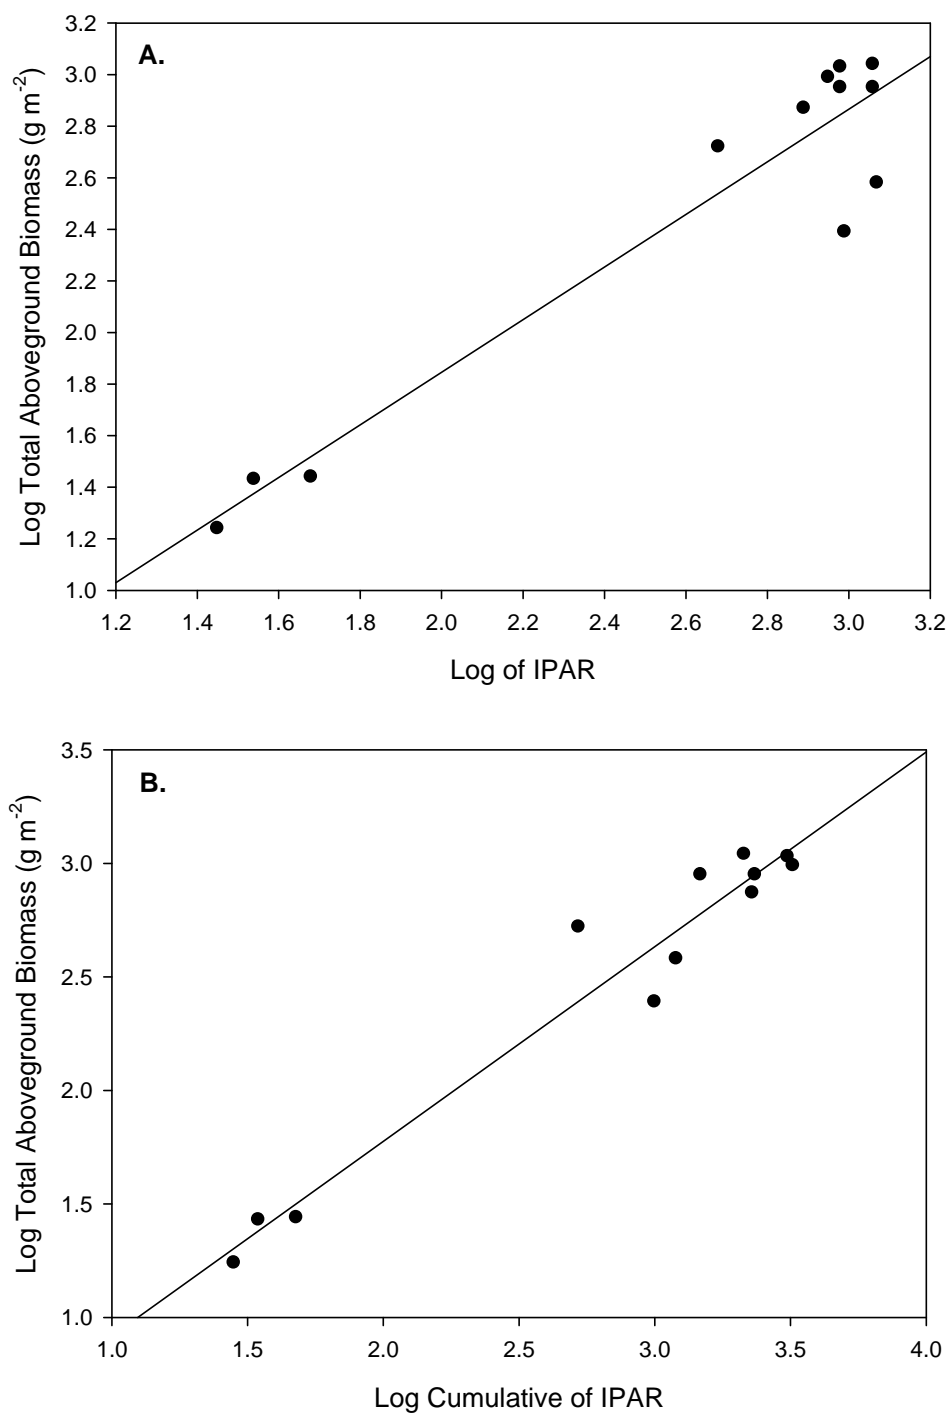 A.
Log Total Aboveground Biomass (g m⁻²)
3.2
3.0
2.8
2.6
2.4
2.2
2.0
1.8
1.6
1.4
1.2
1.0
1.2 1.4 1.6 1.8 2.0 2.2 2.4 2.6 2.8 3.0 3.2
Log of IPAR
B.
Log Total Aboveground Biomass (g m⁻²)
3.5
3.0
2.5
2.0
1.5
1.0
1.0 1.5 2.0 2.5 3.0 3.5 4.0
Log Cumulative of IPAR